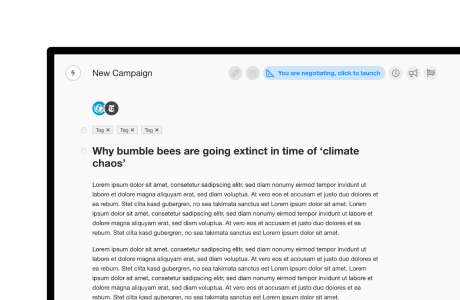 New Campaign
You are negotiating, click to launch
Tag ✕ Tag ✕ Tag ✕
Why bumble bees are going extinct in time of ‘climate
chaos’
Lorem ipsum dolor sit amet, consetetur sadipscing elitr, sed diam nonumy eirmod tempor invidunt ut
labore et dolore magna aliquyam erat, sed diam voluptua. At vero eos et accusam et justo duo dolores et
ea rebum. Stet clita kasd gubergren, no sea takimata sanctus est Lorem ipsum dolor sit amet. Lorem
ipsum dolor sit amet, consetetur sadipscing elitr, sed diam nonumy eirmod tempor invidunt ut labore et
dolore magna aliquyam erat, sed diam voluptua. At vero eos et accusam et justo duo dolores et ea
rebum. Stet clita kasd gubergren, no sea takimata sanctus est Lorem ipsum dolor sit amet.
Lorem ipsum dolor sit amet, consetetur sadipscing elitr, sed diam nonumy eirmod tempor invidunt ut
labore et dolore magna aliquyam erat, sed diam voluptua. At vero eos et accusam et justo duo dolores et
ea rebum. Stet clita kasd gubergren, no sea takimata sanctus est Lorem ipsum dolor sit amet. Lorem
ipsum dolor sit amet, consetetur sadipscing elitr, sed diam nonumy eirmod tempor invidunt ut labore et
dolore magna aliquyam erat, sed diam voluptua. At vero eos et accusam et justo duo dolores et ea
rebum. Stet clita kasd gubergren, no sea takimata sanctus est Lorem ipsum dolor sit amet.